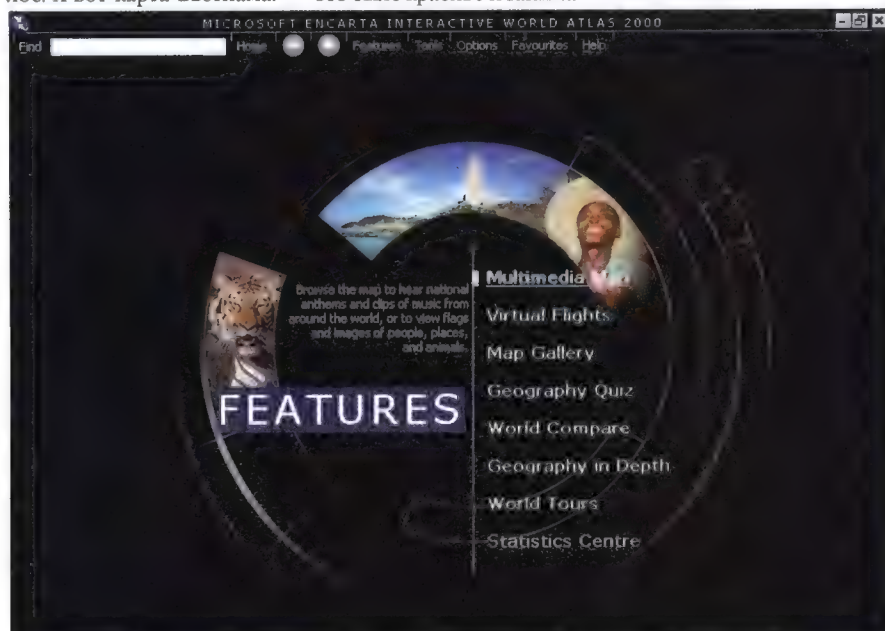 MICROSOFT ENCARTA INTERACTIVE WORLD ATLAS 2000
Find Home Features Tools Options Favourites Help
Multimedia
Browse the map to hear national
anthems and clips of music from
around the world, or to view flags
and images of people, places,
and animals.
Virtual Flights
Map Gallery
Geography Quiz
FEATURES
World Compare
Geography in Depth
World Tours
Statistics Centre